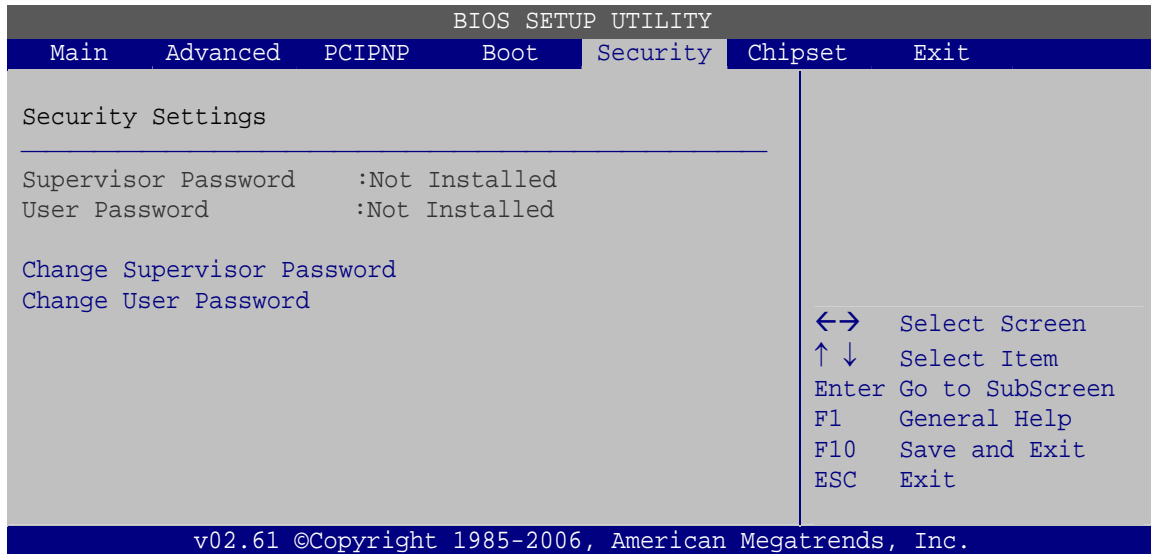 BIOS SETUP UTILITY
Main Advanced PCIPNP Boot Security Chipset Exit
Security Settings
Supervisor Password :Not Installed
User Password :Not Installed
Change Supervisor Password
Change User Password
←→ Select Screen
↑ ↓ Select Item
Enter Go to SubScreen
F1 General Help
F10 Save and Exit
ESC Exit
v02.61 ©Copyright 1985-2006, American Megatrends, Inc.